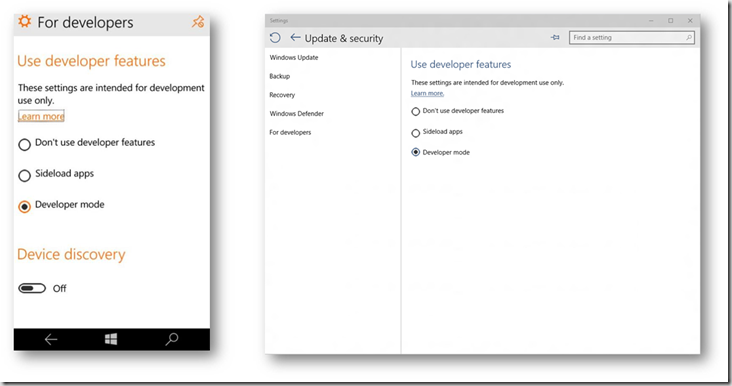 For developers
Use developer features
These settings are intended for development
use only.
Learn more
Don't use developer features
Sideload apps
Developer mode
Device discovery
Off
Settings
Update & security
Find a setting
Windows Update
Backup
Recovery
Windows Defender
For developers
Use developer features
These settings are intended for development use only.
Learn more.
Don't use developer features
Sideload apps
Developer mode